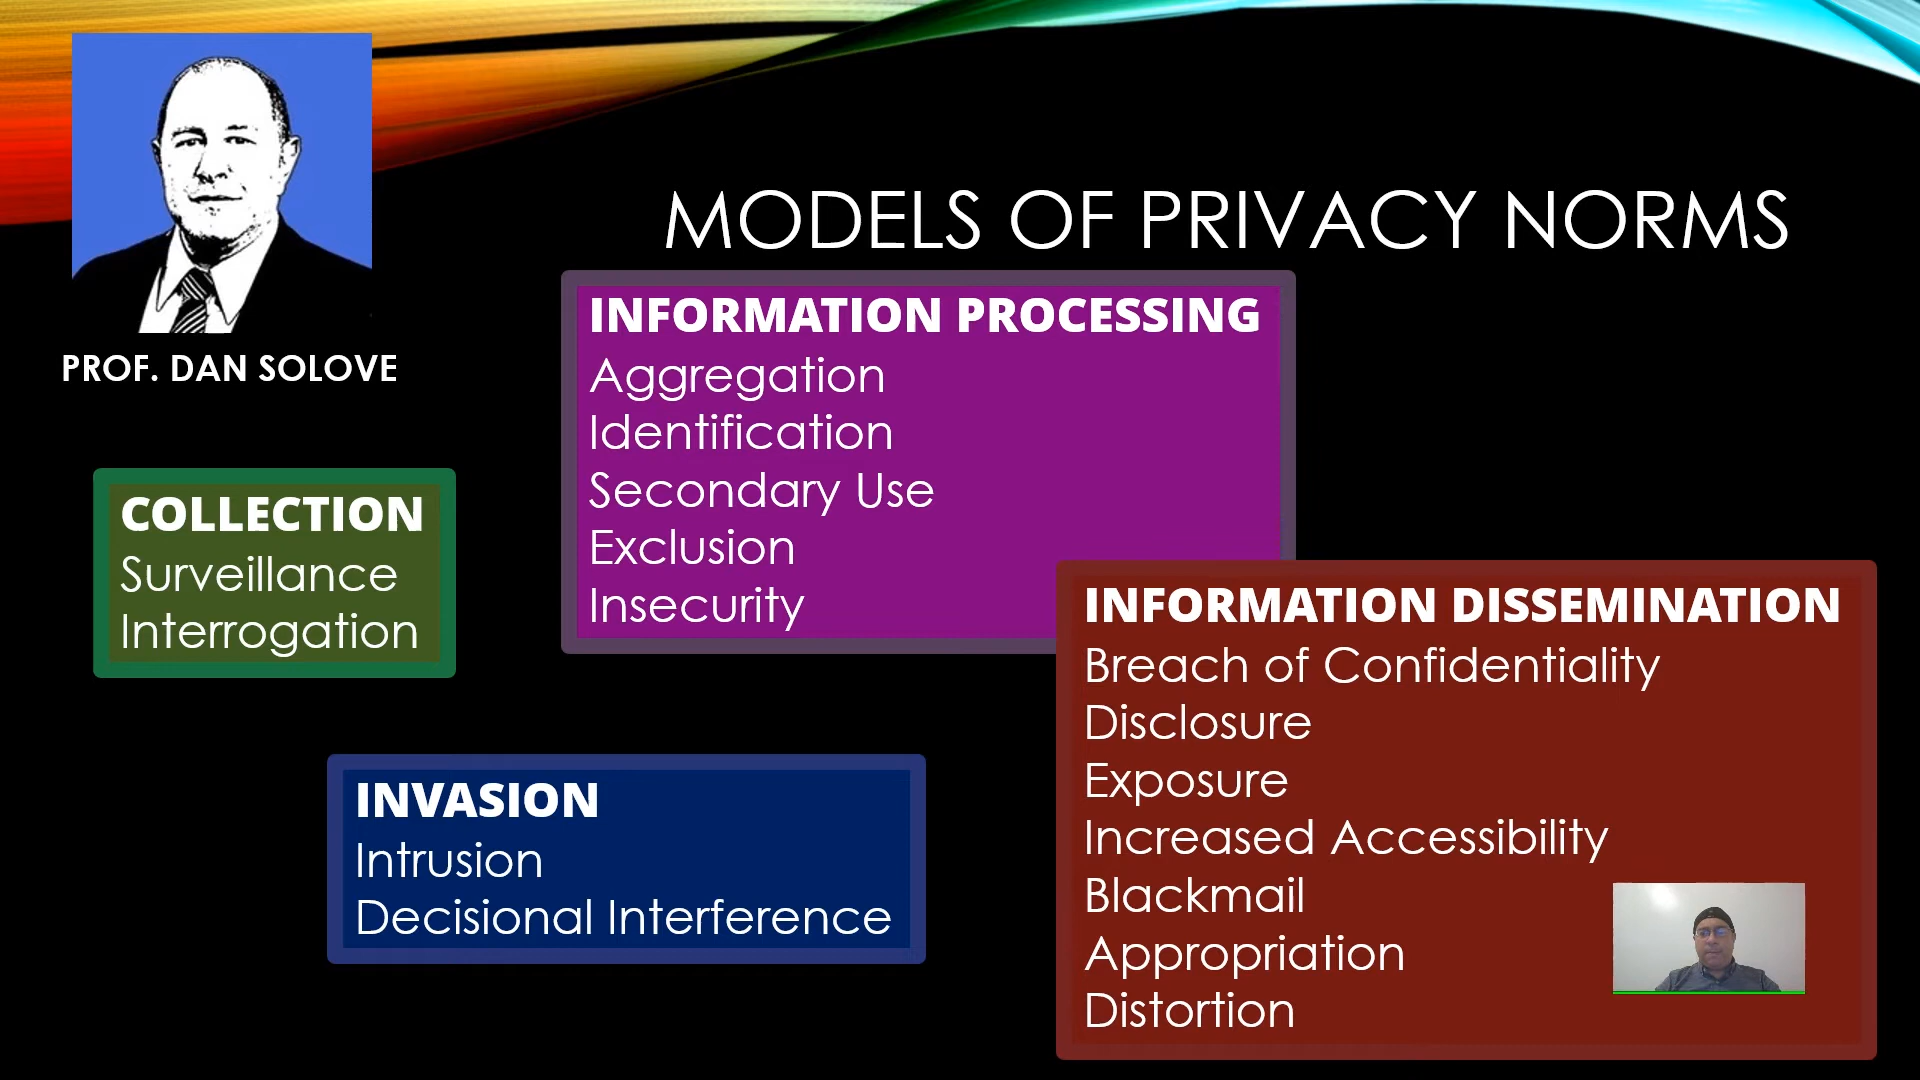 MODELS OF PRIVACY NORMS
PROF. DAN SOLOVE
COLLECTION
Surveillance
Interrogation
INFORMATION PROCESSING
Aggregation
Identification
Secondary Use
Exclusion
Insecurity
INVASION
Intrusion
Decisional Interference
INFORMATION DISSEMINATION
Breach of Confidentiality
Disclosure
Exposure
Increased Accessibility
Blackmail
Appropriation
Distortion